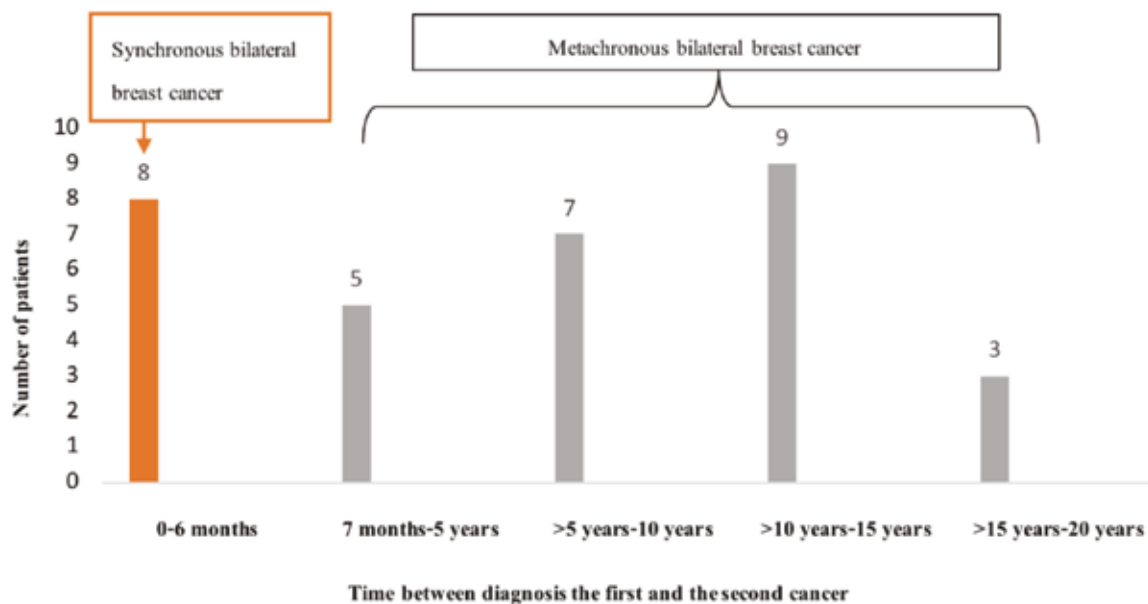 Synchronous bilateral
breast cancer
Metachronous bilateral breast cancer
10
9
8
7
6
5
4
3
2
1
0
8
5
7
9
3
Number of patients
0-6 months
7 months-5 years
>5 years-10 years
>10 years-15 years
>15 years-20 years
Time between diagnosis the first and the second cancer